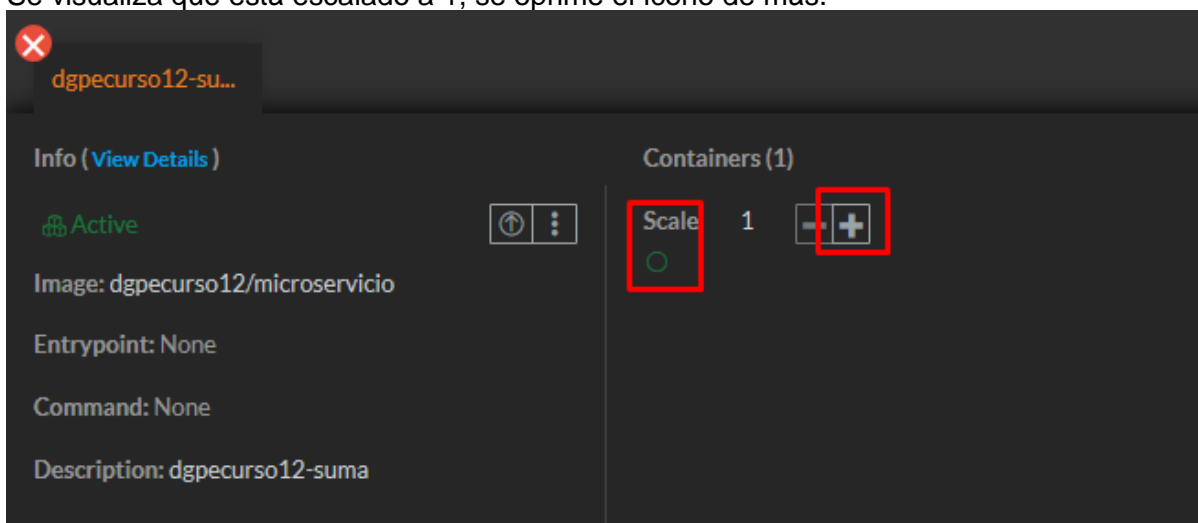 Se visualiza que está escalado a 1, se oprime el icono de más.
dgpecurso12-su...
Info ( View Details )
Containers (1)
Active
Scale 1
Image: dgpecurso12/microservicio
Entrypoint: None
Command: None
Description: dgpecurso12-suma